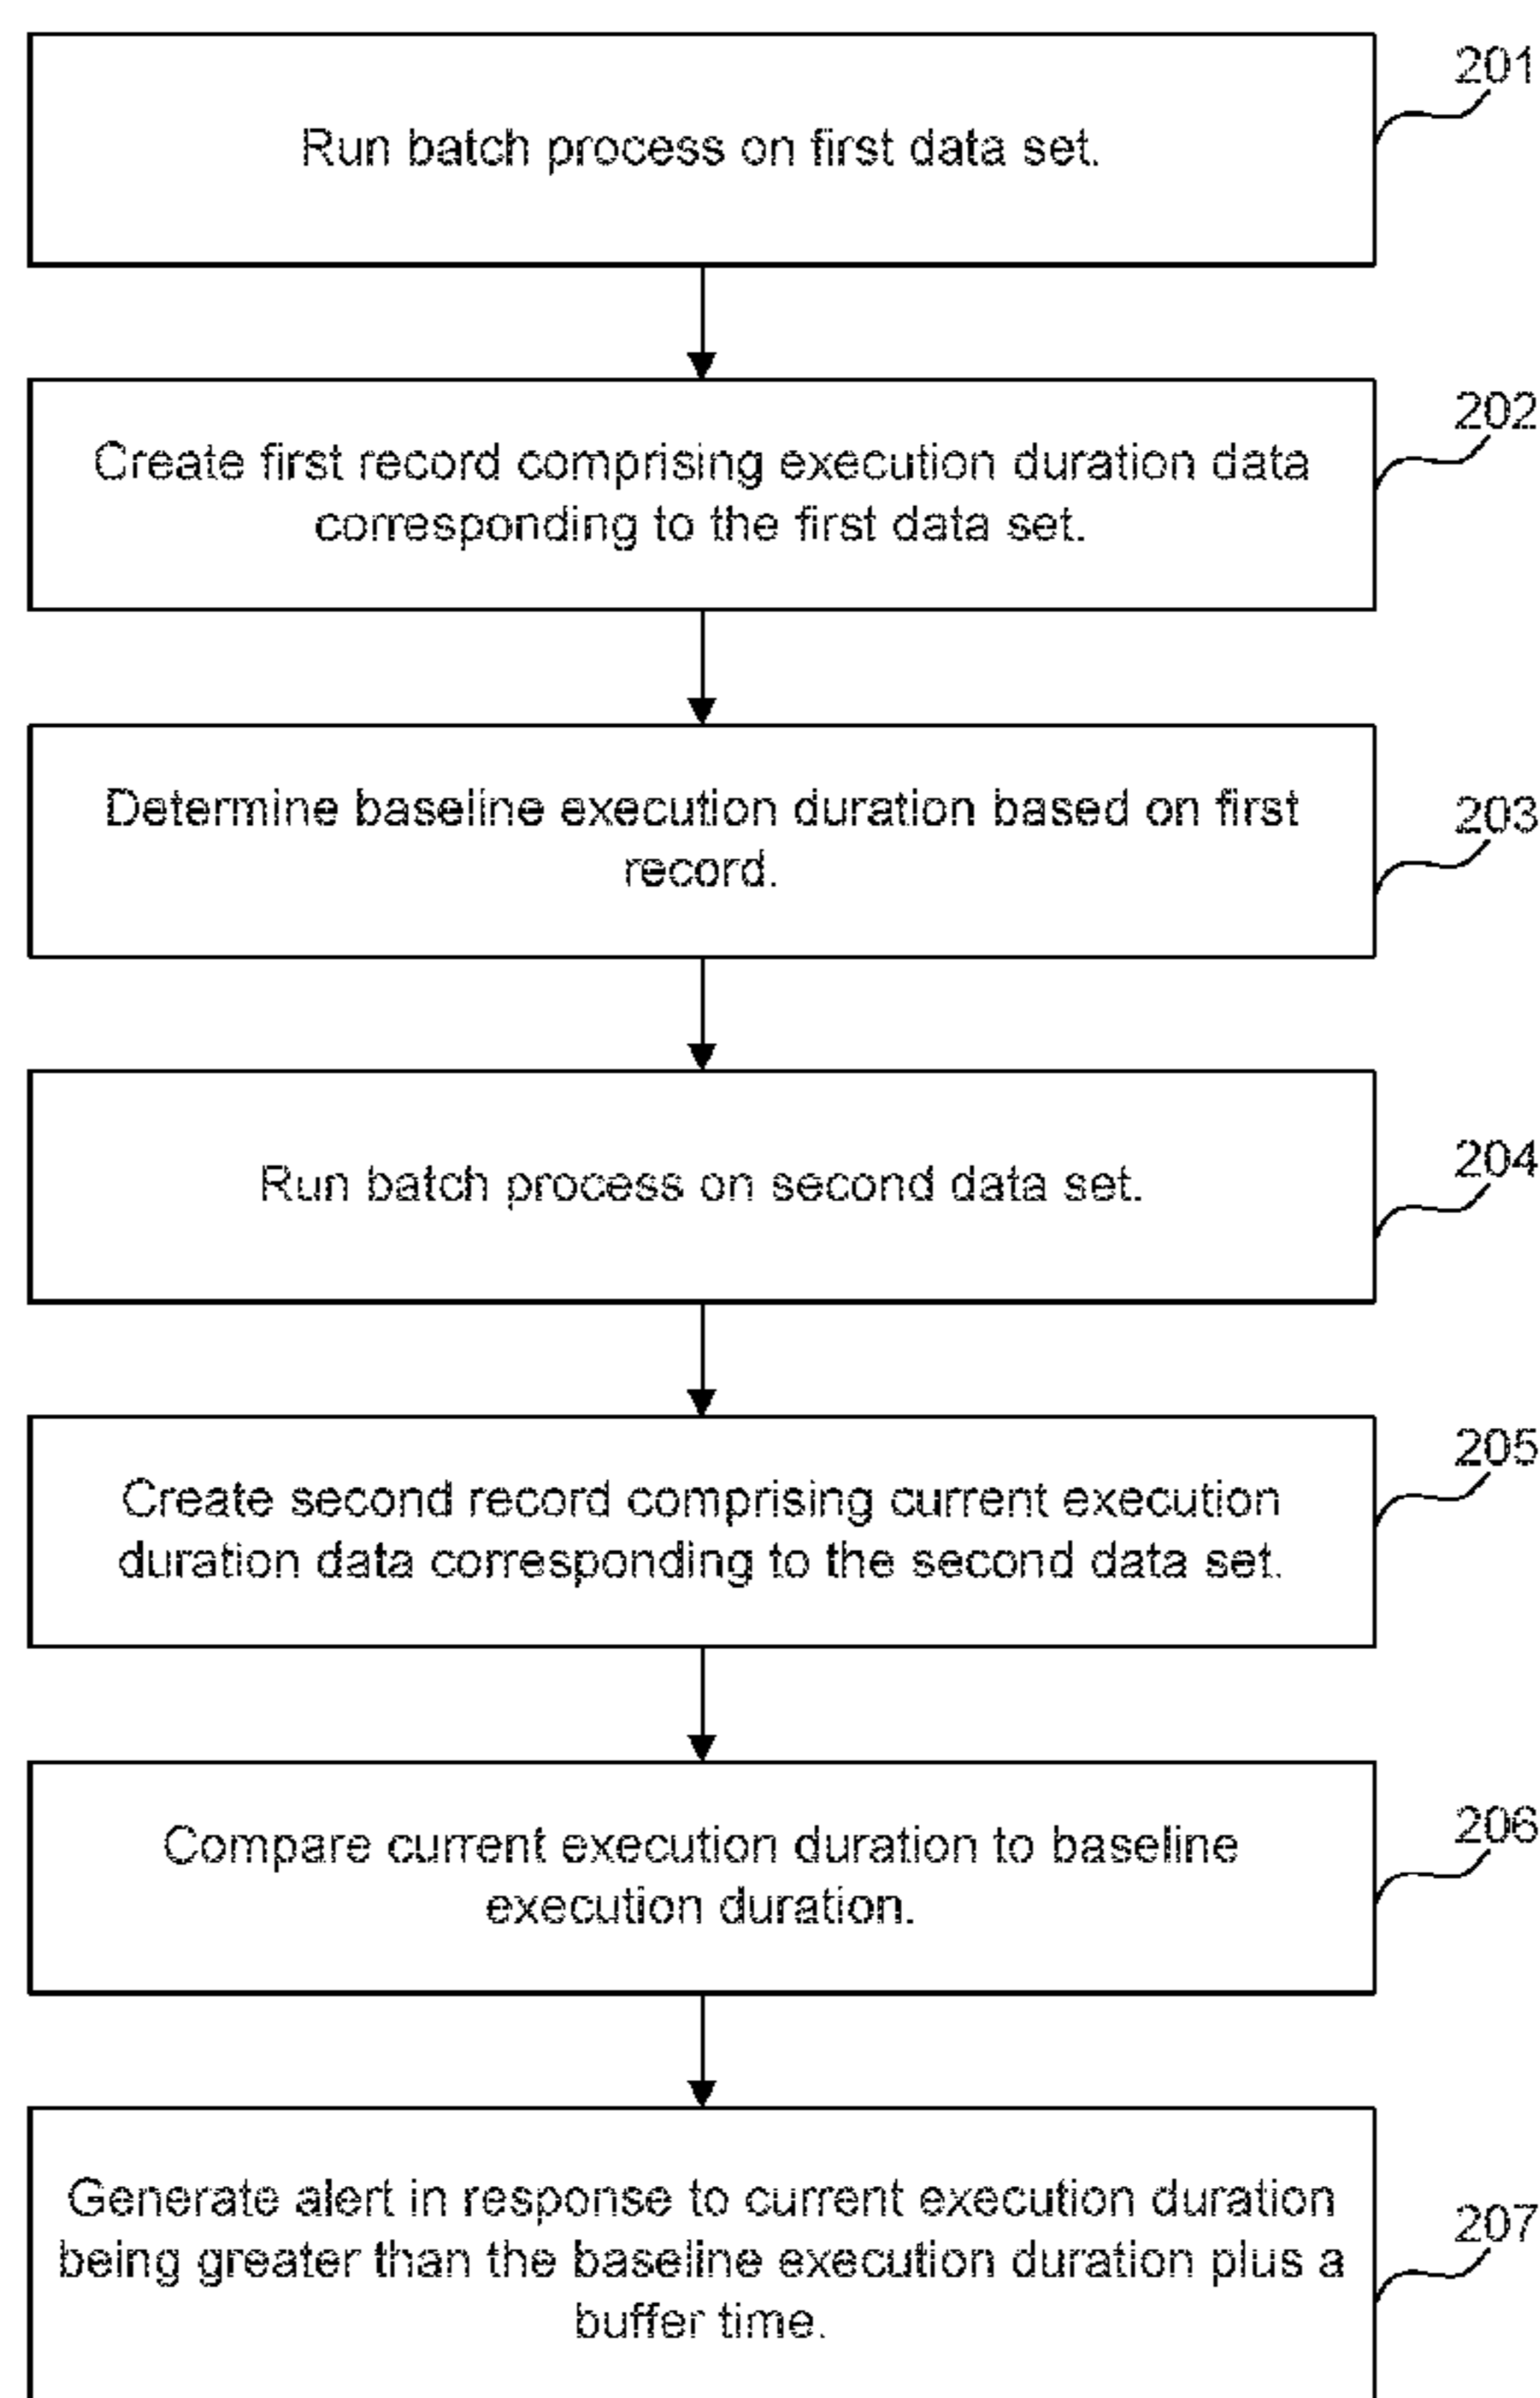 201
Run batch process on first data set.
202
Create first record comprising execution duration data
corresponding to the first data set.
203
Determine baseline execution duration based on first
record.
204
Run batch process on second data set.
205
Create second record comprising current execution
duration data corresponding to the second data set.
206
Compare current execution duration to baseline
execution duration.
207
Generate alert in response to current execution duration
being greater than the baseline execution duration plus a
buffer time.